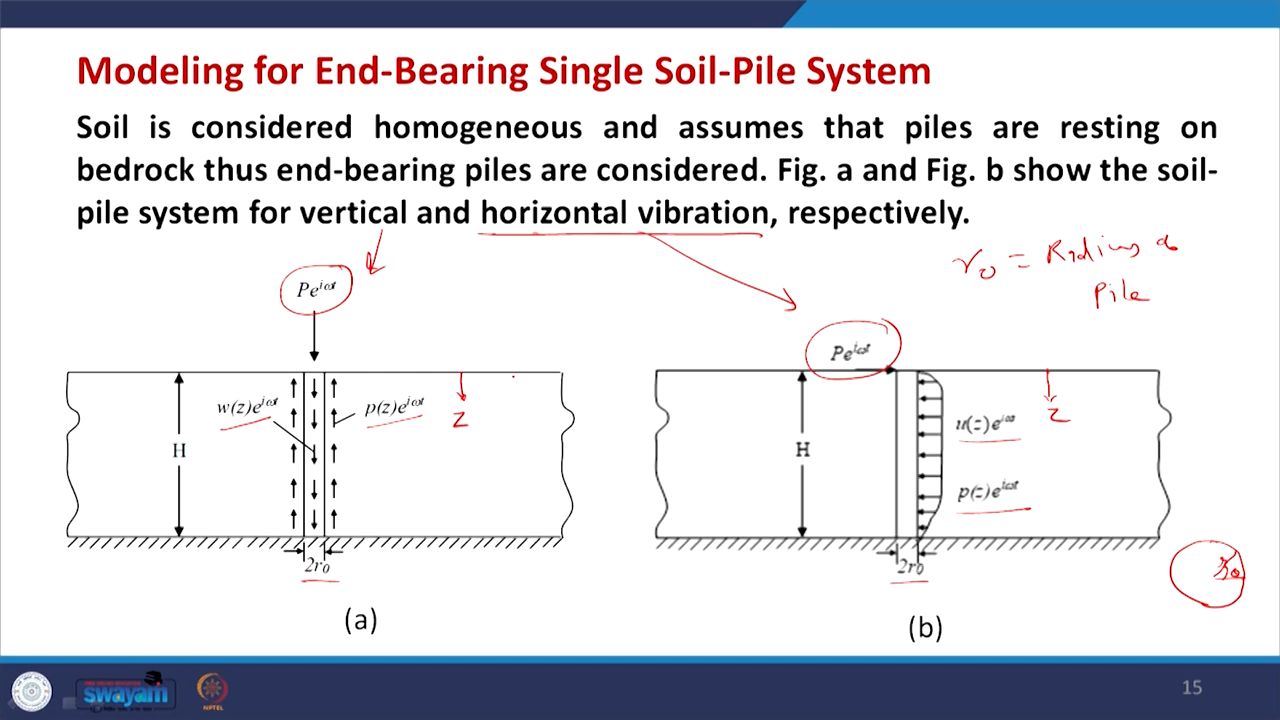 Modeling for End-Bearing Single Soil-Pile System
Soil is considered homogeneous and assumes that piles are resting on
bedrock thus end-bearing piles are considered. Fig. a and Fig. b show the soil-
pile system for vertical and horizontal vibration, respectively.
r₀ = Radius of
Pile
Pe^{iωt}
w(z)e^{iωt}
p(z)e^{iωt}
Z
H
2r₀
(a)
Pe^{iωt}
Z
u(z)e^{iωt}
H
p(z)e^{iωt}
2r₀
r₀
(b)
swayam
NPTEL
15